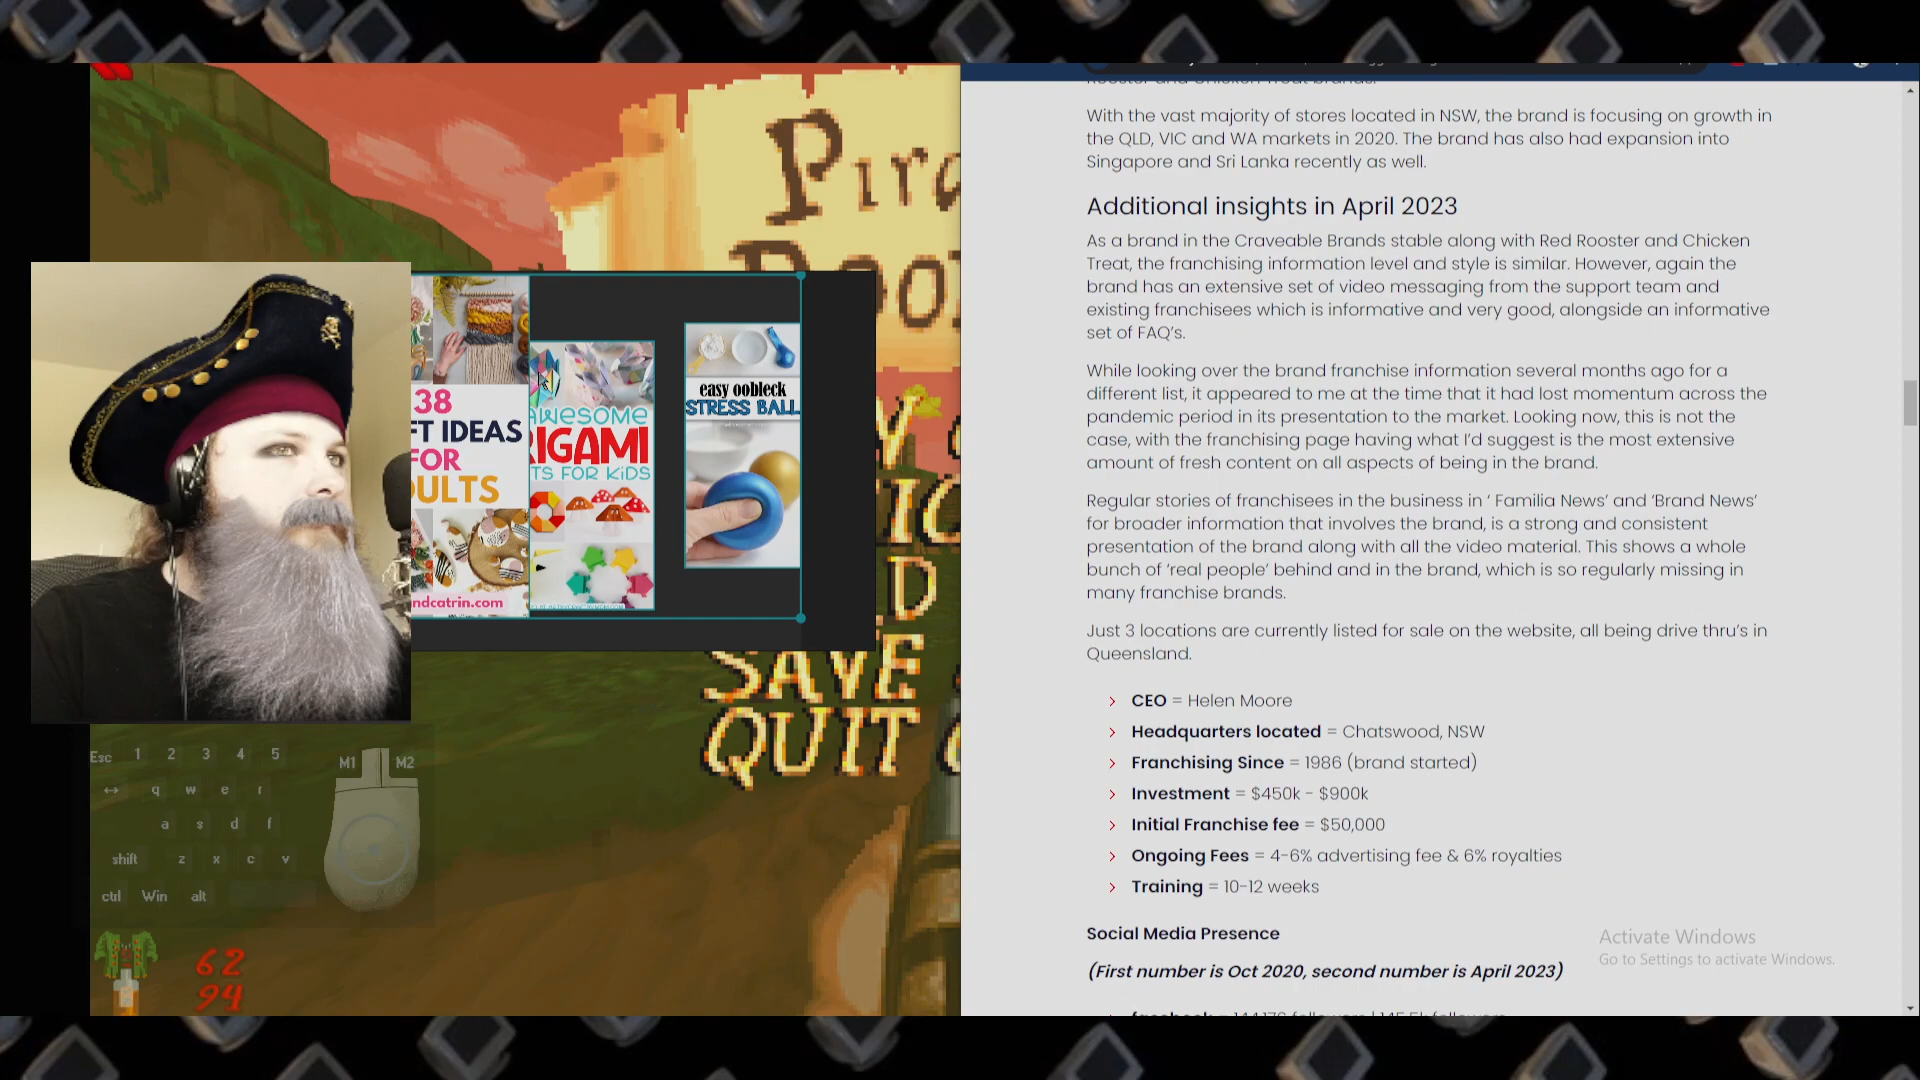 With the vast majority of stores located in NSW, the brand is focusing on growth in
the QLD, VIC and WA markets in 2020. The brand has also had expansion into
Singapore and Sri Lanka recently as well.
Additional insights in April 2023
As a brand in the Craveable Brands stable along with Red Rooster and Chicken
Treat, the franchising information level and style is similar. However, again the
brand has an extensive set of video messaging from the support team and
existing franchisees which is informative and very good, alongside an informative
set of FAQ's.
While looking over the brand franchise information several months ago for a
different list, it appeared to me at the time that it had lost momentum across the
pandemic period in its presentation to the market. Looking now, this is not the
case, with the franchising page having what I'd suggest is the most extensive
amount of fresh content on all aspects of being in the brand.
Regular stories of franchisees in the business in ' Familia News' and 'Brand News'
for broader information that involves the brand, is a strong and consistent
presentation of the brand along with all the video material. This shows a whole
bunch of 'real people' behind and in the brand, which is so regularly missing in
many franchise brands.
Just 3 locations are currently listed for sale on the website, all being drive thru's in
Queensland.
CEO = Helen Moore
Headquarters located = Chatswood, NSW
Franchising Since = 1986 (brand started)
Investment = $450k - $900k
Initial Franchise fee = $50,000
Ongoing Fees = 4-6% advertising fee & 6% royalties
Training = 10-12 weeks
Social Media Presence
(First number is Oct 2020, second number is April 2023)
Activate Windows
Go to Settings to activate Windows.
38
FT IDEAS
FOR
DULTS
ndcatrin.com
AWESOME
RIGAMI
TS FOR KIDS
easy oobleck
STRESS BALL
SAVE
QUIT
Esc 1 2 3 4 5
q w e r
a s d f
shift z x c v
ctrl Win alt
M1 M2
62
94